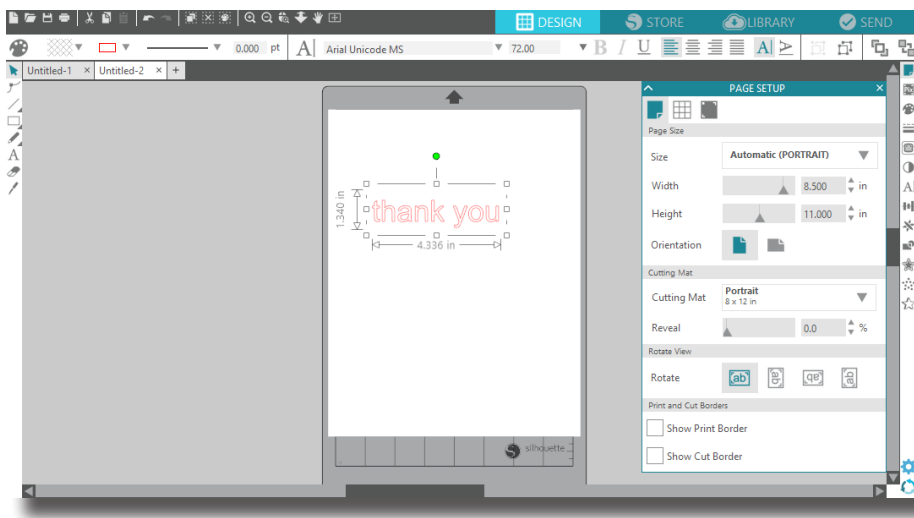 DESIGN
STORE
LIBRARY
SEND
0.000 pt
A
Arial Unicode MS
72.00
B I U
A
Untitled-1 ×
Untitled-2 ×
+
PAGE SETUP
Page Size
Size
Automatic (PORTRAIT)
Width
8.500 in
Height
11.000 in
Orientation
Cutting Mat
Cutting Mat
Portrait
8 x 12 in
Reveal
0.0 %
Rotate View
Rotate
ab
ab
ab
ab
Print and Cut Borders
Show Print Border
Show Cut Border
1.340 in
thank you
4.336 in
silhouette
A